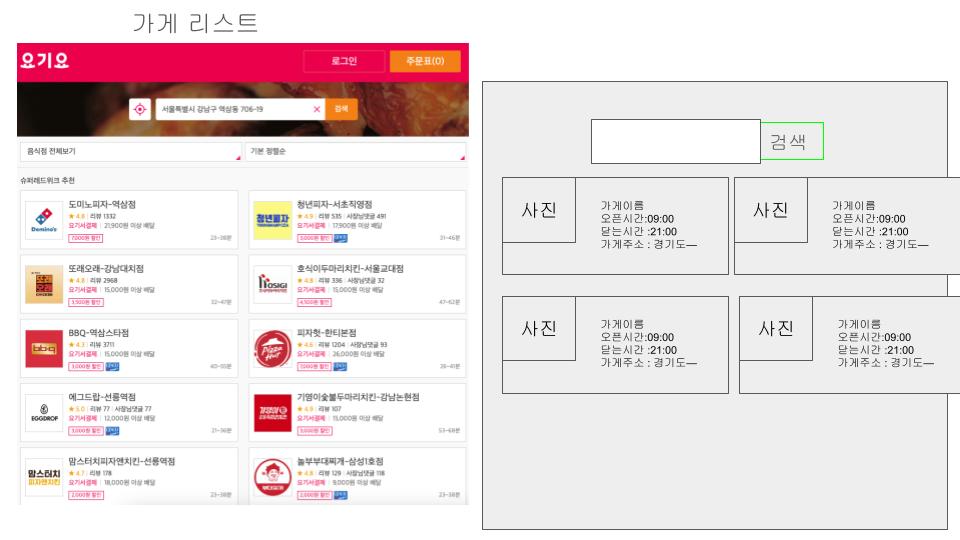 가게 리스트
요기요
로그인
주문표(0)
서울특별시 강남구 역삼동 706-19
검색
음식점 전체보기
기본 정렬순
슈퍼레드위크 추천
Domino's
도미노피자-역삼점
★ 4.8 | 리뷰 1332
요기서결제 | 21,900원 이상 배달
7,000원 할인
23~38분
청년피자
청년피자-서초직영점
★ 4.9 | 리뷰 535 | 사장님댓글 491
요기서결제 | 17,900원 이상 배달
3,000원 할인
31~46분
또래오래-강남대치점
★ 4.8 | 리뷰 2968
요기서결제 | 15,000원 이상 배달
3,500원 할인
32~47분
HOSIGI
호식이두마리치킨-서울교대점
★ 4.8 | 리뷰 336 | 사장님댓글 32
요기서결제 | 15,000원 이상 배달
4,500원 할인
47~62분
bbq
BBQ-역삼스타점
★ 4.3 | 리뷰 3711
요기서결제 | 15,000원 이상 배달
3,000원 할인
40~55분
Pizza Hut
피자헛-한티본점
★ 4.6 | 리뷰 1204 | 사장님댓글 93
요기서결제 | 26,000원 이상 배달
7,000원 할인
26~41분
EGGDROP
에그드랍-선릉역점
★ 5.0 | 리뷰 77 | 사장님댓글 77
요기서결제 | 12,000원 이상 배달
3,000원 할인
21~36분
기영이숯불두마리치킨-강남논현점
★ 4.9 | 리뷰 107
요기서결제 | 15,000원 이상 배달
3,000원 할인
53~68분
맘스터치
피자앤치킨
맘스터치피자앤치킨-선릉역점
★ 4.7 | 리뷰 178
요기서결제 | 18,000원 이상 배달
2,000원 할인
23~38분
놀부부대찌개-삼성1호점
★ 4.8 | 리뷰 129 | 사장님댓글 118
요기서결제 | 9,000원 이상 배달
2,000원 할인
23~38분
검색
사진
가게이름
오픈시간:09:00
닫는시간 :21:00
가게주소 : 경기도—
사진
가게이름
오픈시간:09:00
닫는시간 :21:00
가게주소 : 경기도—
사진
가게이름
오픈시간:09:00
닫는시간 :21:00
가게주소 : 경기도—
사진
가게이름
오픈시간:09:00
닫는시간 :21:00
가게주소 : 경기도—